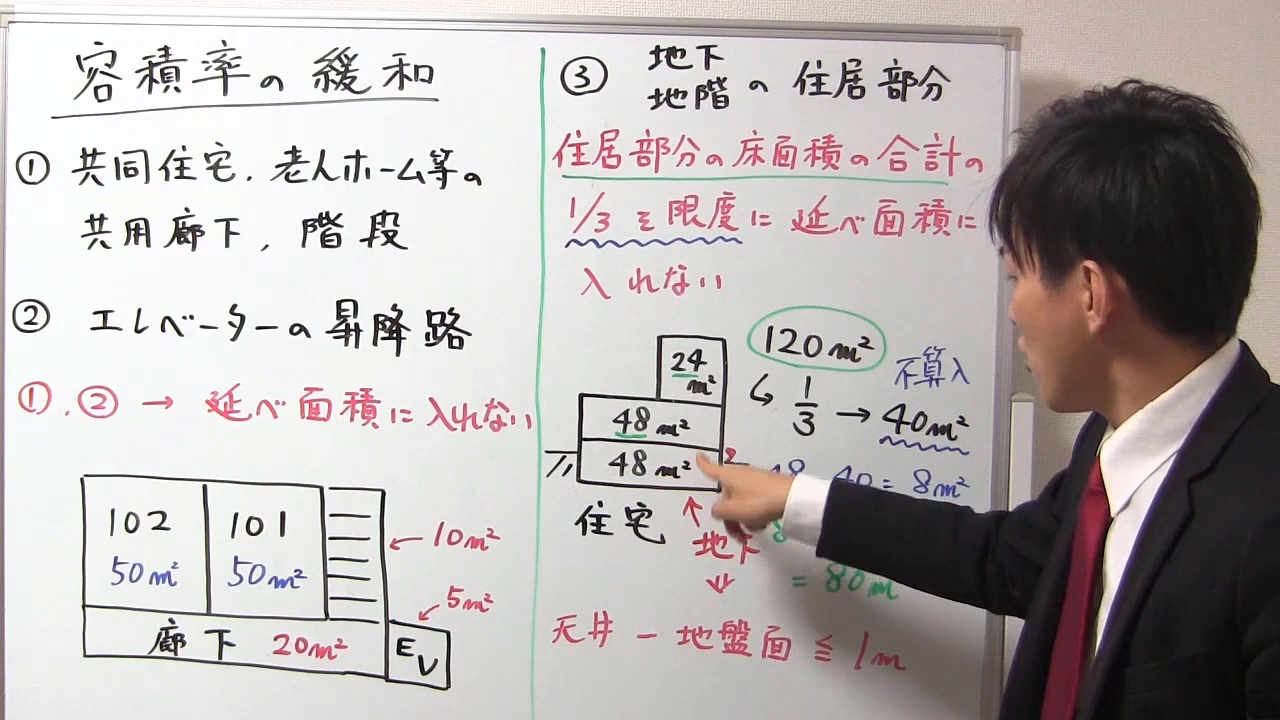 容積率の緩和
① 共同住宅、老人ホーム等の
共用廊下、階段
② エレベーターの昇降路
①、② → 延べ面積に入れない
102
50m²
101
50m²
← 10m²
5m²
廊下 20m²
EV
③ 地下
地階 の 住居部分
住居部分の床面積の合計の
1/3を限度に延べ面積に
入れない
24
m²
48m²
48m²
住宅
120m²
↳ 1/3 → 40m²
不算入
48 40 = 8m²
↑
地下
= 80m
天井 − 地盤面 ≦ 1m